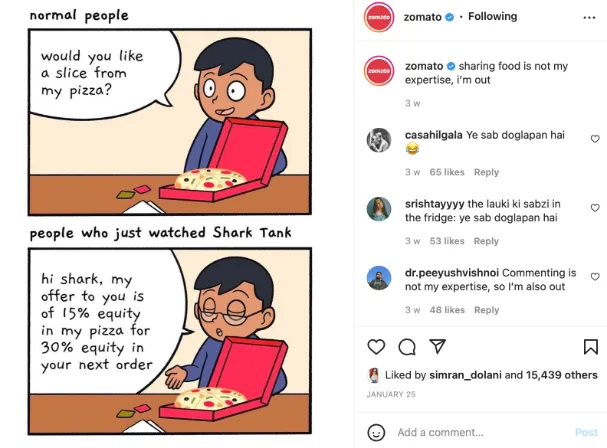 normal people
would you like
a slice from
my pizza?
people who just watched Shark Tank
hi shark, my
offer to you is
of 15% equity
in my pizza for
30% equity in
your next order
zomato
zomato • Following
zomato
zomato sharing food is not my
expertise, i'm out
3 w
casahilgala Ye sab doglapan hai
😂
3 w 65 likes Reply
srishtayyyy the lauki ki sabzi in
the fridge: ye sab doglapan hai
3 w 53 likes Reply
dr.peeyushvishnoi Commenting is
not my expertise, so I'm also out
3 w 48 likes Reply
Liked by simran_dolani and 15,439 others
JANUARY 25
Add a comment...
Post